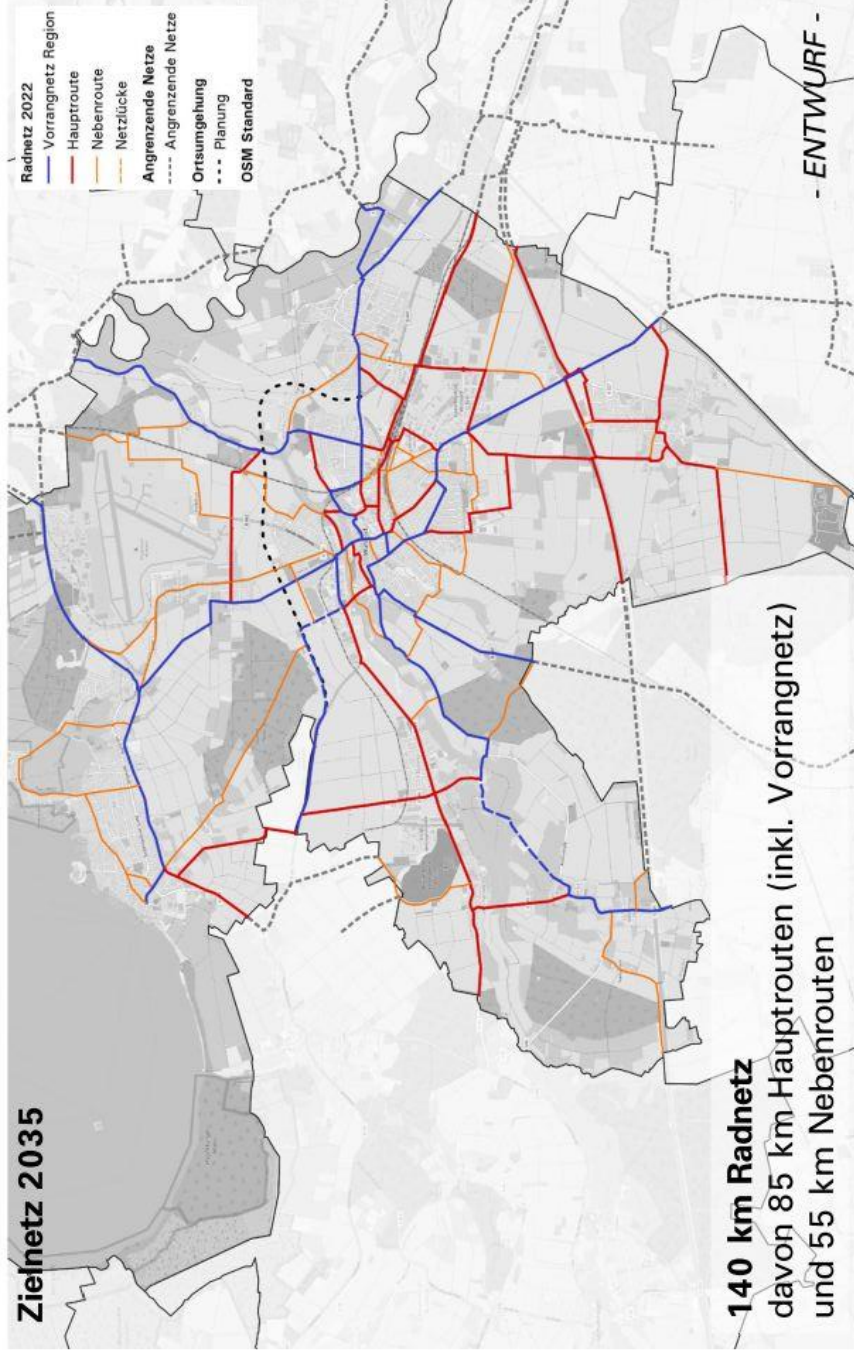 Zielnetz 2035
Radnetz 2022
Vorrangnetz Region
Hauptroute
Nebenroute
Netzlücke
Angrenzende Netze
Angrenzende Netze
Ortsumgehung
Planung
OSM Standard
140 km Radnetz
davon 85 km Hauptrouten (inkl. Vorrangnetz)
und 55 km Nebenrouten
- ENTWURF -